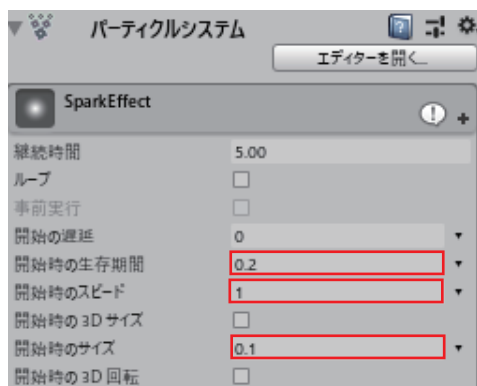 パーティクルシステム
エディターを開く...
SparkEffect
継続時間 5.00
ループ
事前実行
開始の遅延 0
開始時の生存期間 0.2
開始時のスピード 1
開始時の 3D サイズ
開始時のサイズ 0.1
開始時の 3D 回転